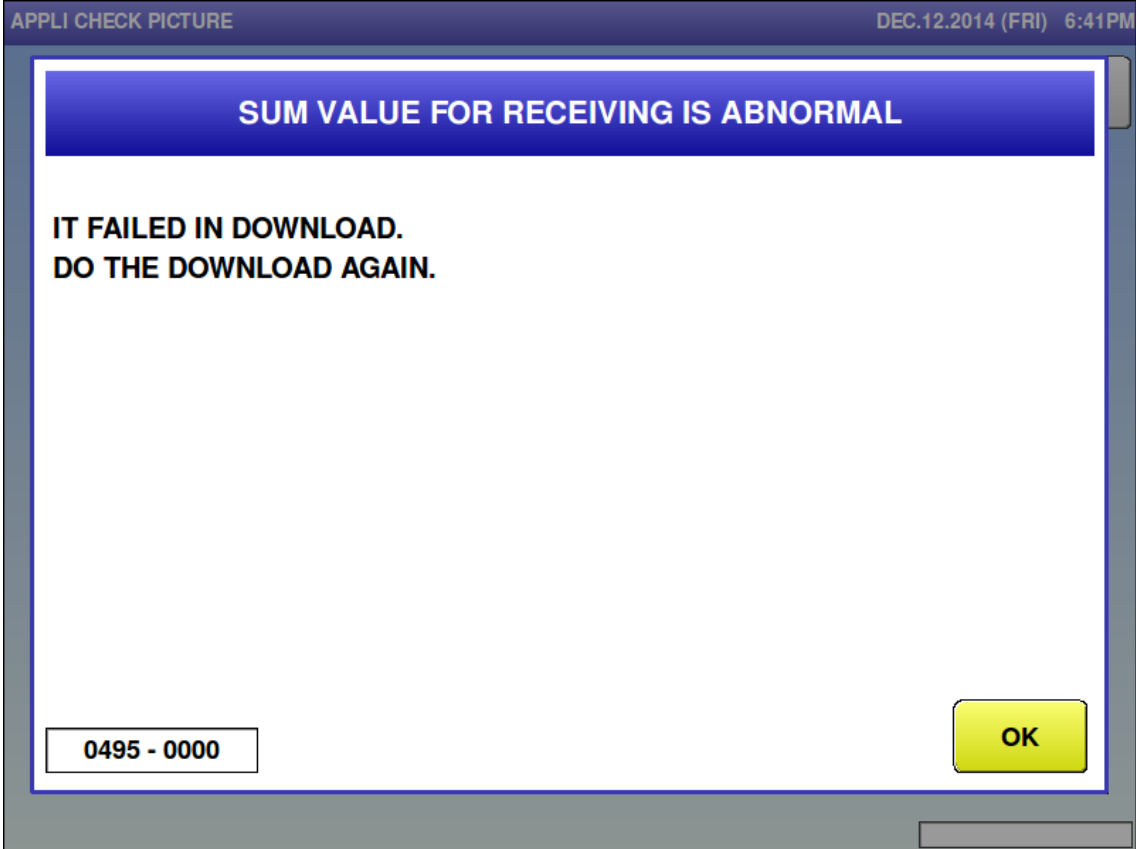 APPLI CHECK PICTURE DEC.12.2014 (FRI) 6:41PM
SUM VALUE FOR RECEIVING IS ABNORMAL
IT FAILED IN DOWNLOAD.
DO THE DOWNLOAD AGAIN.
0495 - 0000
OK